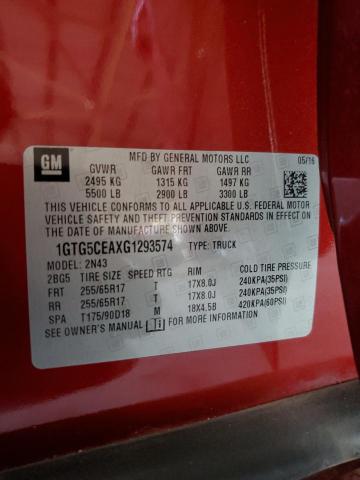 GM
MFD BY GENERAL MOTORS LLC 05/16
GVWR GAWR FRT GAWR RR
2495 KG 1315 KG 1497 KG
5500 LB 2900 LB 3300 LB
THIS VEHICLE CONFORMS TO ALL APPLICABLE U.S. FEDERAL MOTOR
VEHICLE SAFETY AND THEFT PREVENTION STANDARDS IN EFFECT ON
THE DATE OF MANUFACTURE SHOWN ABOVE.
1GTG5CEAXG1293574 TYPE: TRUCK
MODEL: 2N43
2BG5 TIRE SIZE SPEED RTG RIM COLD TIRE PRESSURE
FRT 255/65R17 T 17X8.0J 240KPA(35PSI)
RR 255/65R17 T 17X8.0J 240KPA(35PSI)
SPA T175/90D18 M 18X4.5B 420KPA(60PSI)
SEE OWNER'S MANUAL FOR MORE INFORMATION.